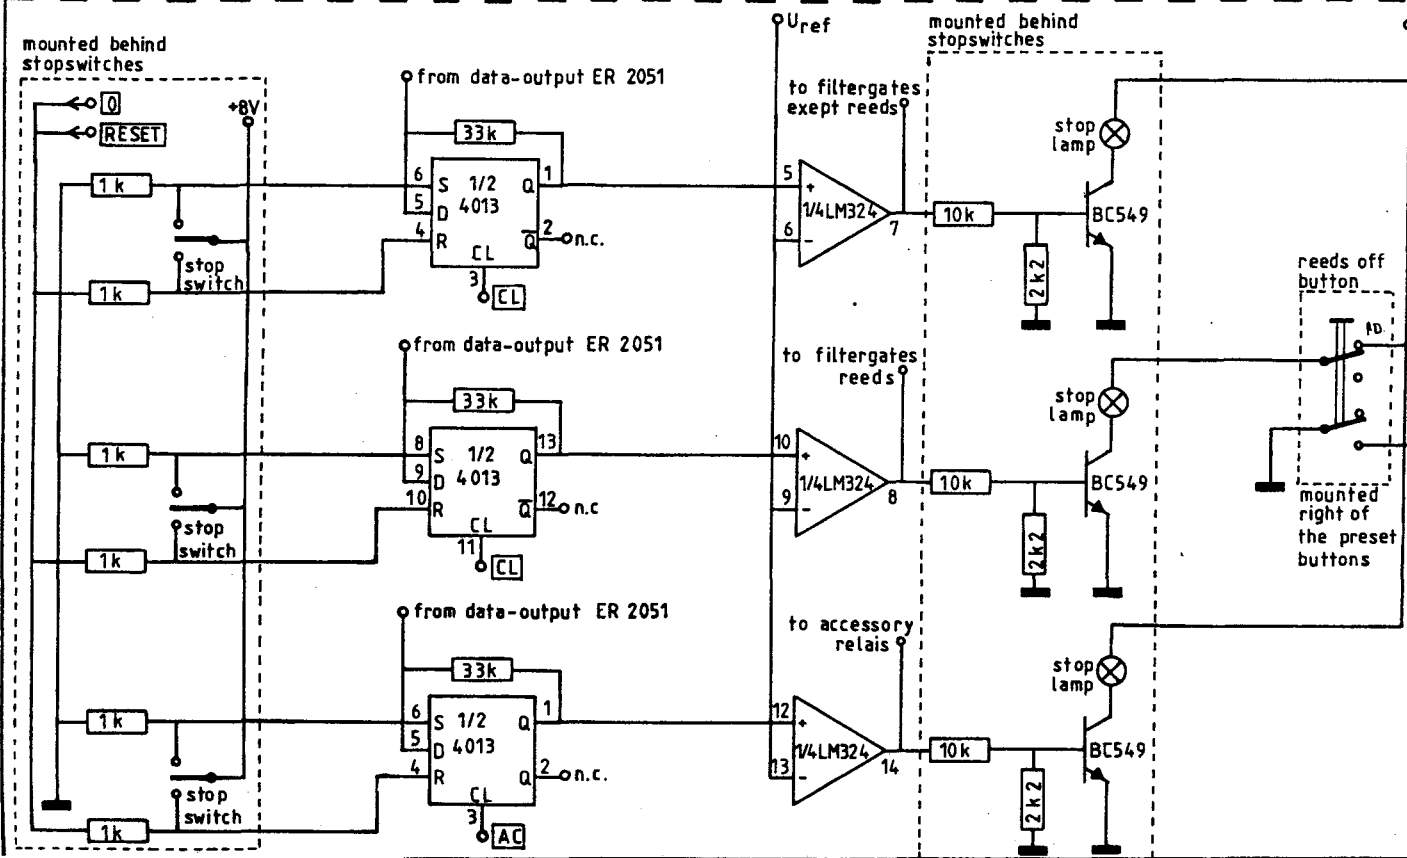 mounted behind
stopswitches
0
RESET
+8V
1k
stop
switch
1k
from data-output ER 2051
33k
6
S
1/2
Q
1
5
D
4013
4
R
Q
2
n.c.
CL
3
CL
Uref
5
+
1/4LM324
6
-
7
to filtergates
exept reeds
mounted behind
stopswitches
stop
lamp
10k
BC549
2k2
1k
stop
switch
1k
from data-output ER 2051
33k
8
S
1/2
Q
13
9
D
4013
10
R
Q
12
n.c
CL
11
CL
10
+
1/4LM324
9
-
8
to filtergates
reeds
stop
lamp
10k
BC549
2k2
reeds off
button
mounted
right of
the preset
buttons
1k
stop
switch
1k
from data-output ER 2051
33k
6
S
1/2
Q
1
5
D
4013
4
R
Q
2
n.c.
CL
3
AC
12
+
1/4LM324
13
-
14
to accessory
relais
stop
lamp
10k
BC549
2k2